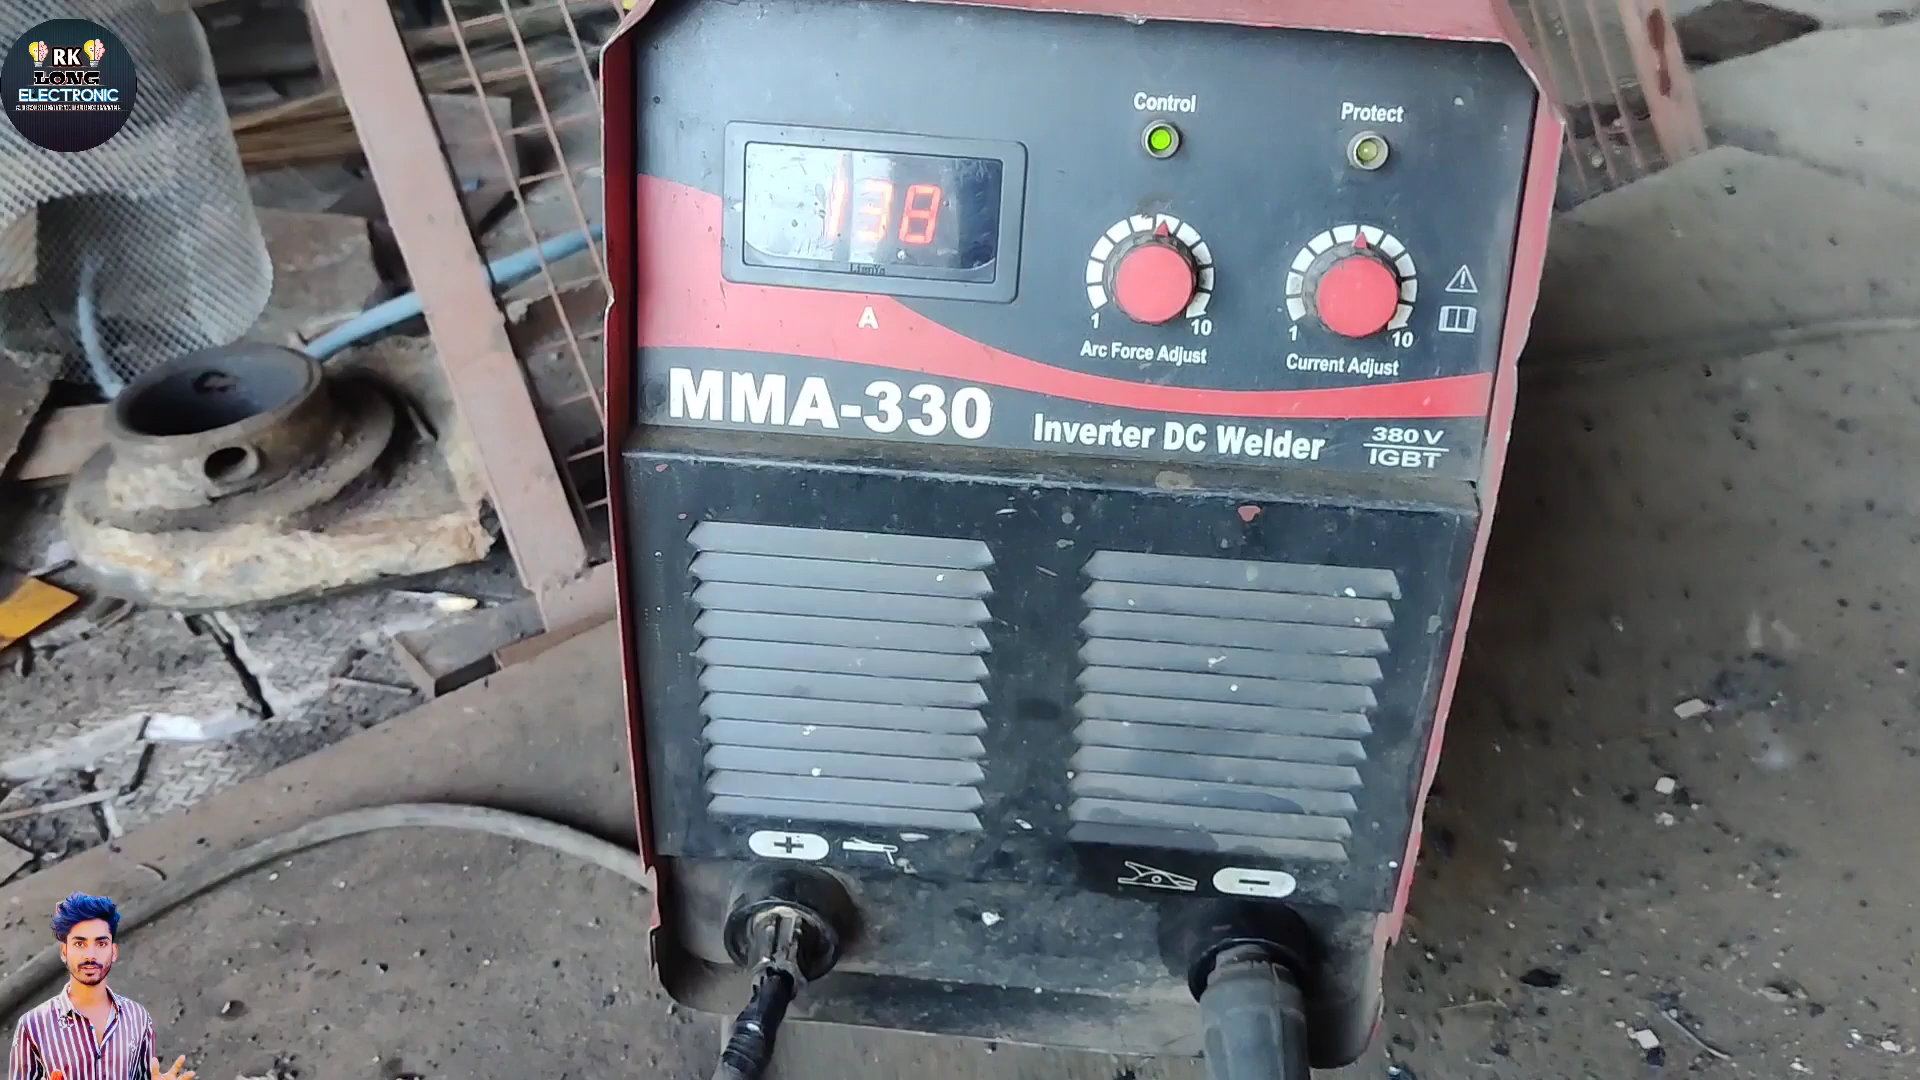 RK
LONG
ELECTRONIC
Control
Protect
138
A
1
10
Arc Force Adjust
1
10
Current Adjust
MMA-330
Inverter DC Welder
380 V
IGBT
+
-